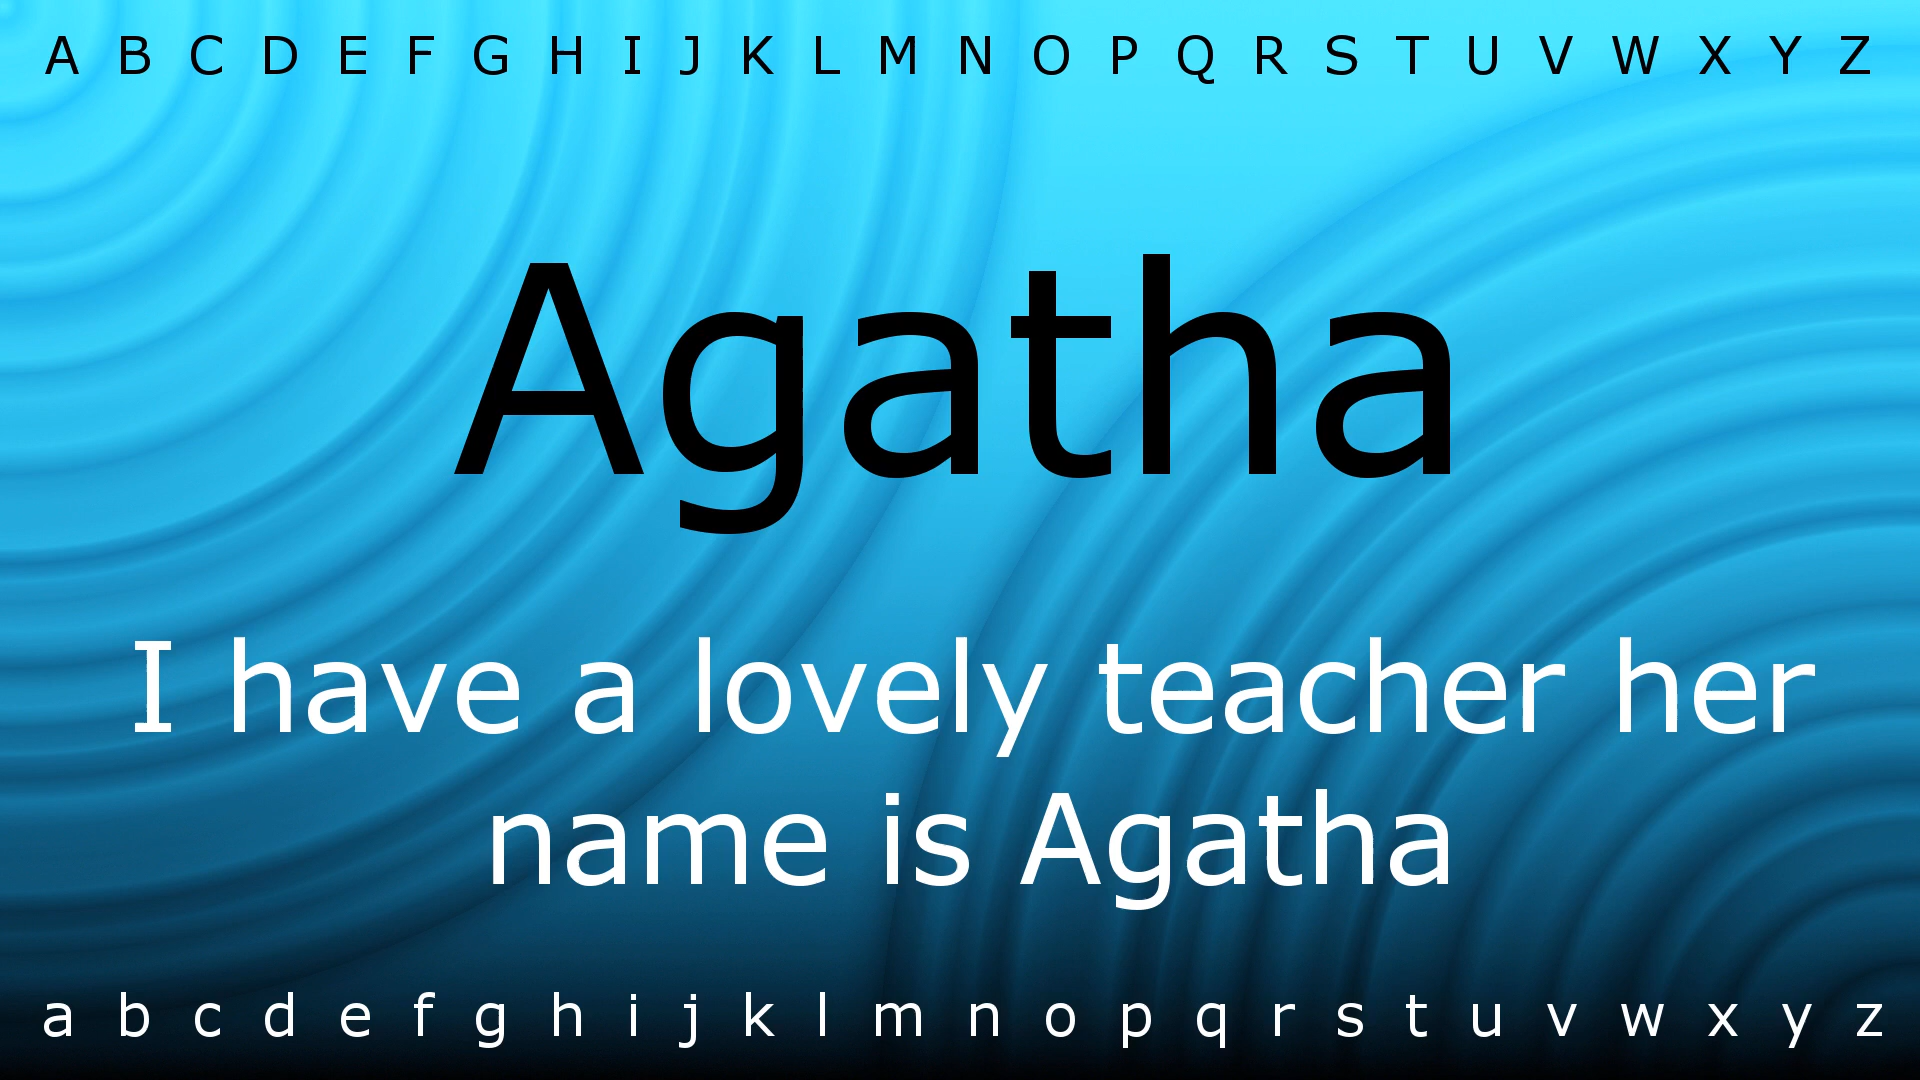 A B C D E F G H I J K L M N O P Q R S T U V W X Y Z
Agatha
I have a lovely teacher her
name is Agatha
a b c d e f g h i j k l m n o p q r s t u v w x y z